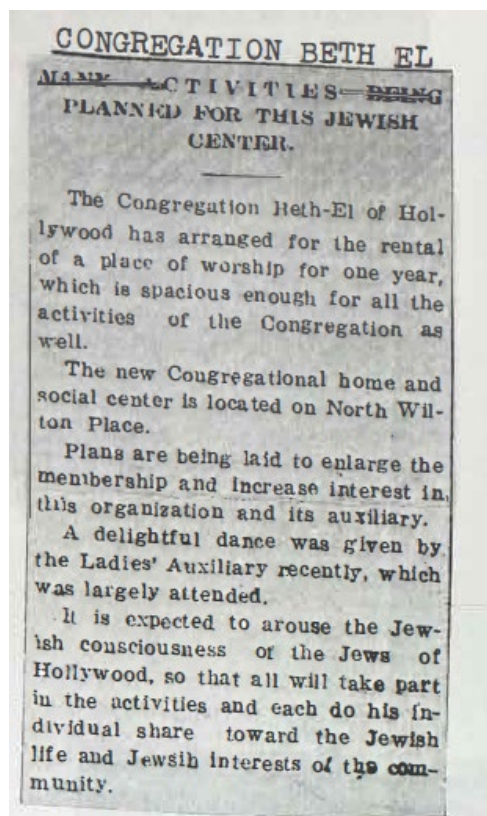 CONGREGATION BETH EL
MANY ACTIVITIES BEING
PLANNED FOR THIS JEWISH
CENTER.
The Congregation Beth-El of Hol-
lywood has arranged for the rental
of a place of worship for one year,
which is spacious enough for all the
activities of the Congregation as
well.
The new Congregational home and
social center is located on North Wil-
ton Place.
Plans are being laid to enlarge the
membership and increase interest in
this organization and its auxiliary.
A delightful dance was given by
the Ladies' Auxiliary recently, which
was largely attended.
It is expected to arouse the Jew-
ish consciousness of the Jews of
Hollywood, so that all will take part
in the activities and each do his in-
dividual share toward the Jewish
life and Jewsih interests of the com-
munity.